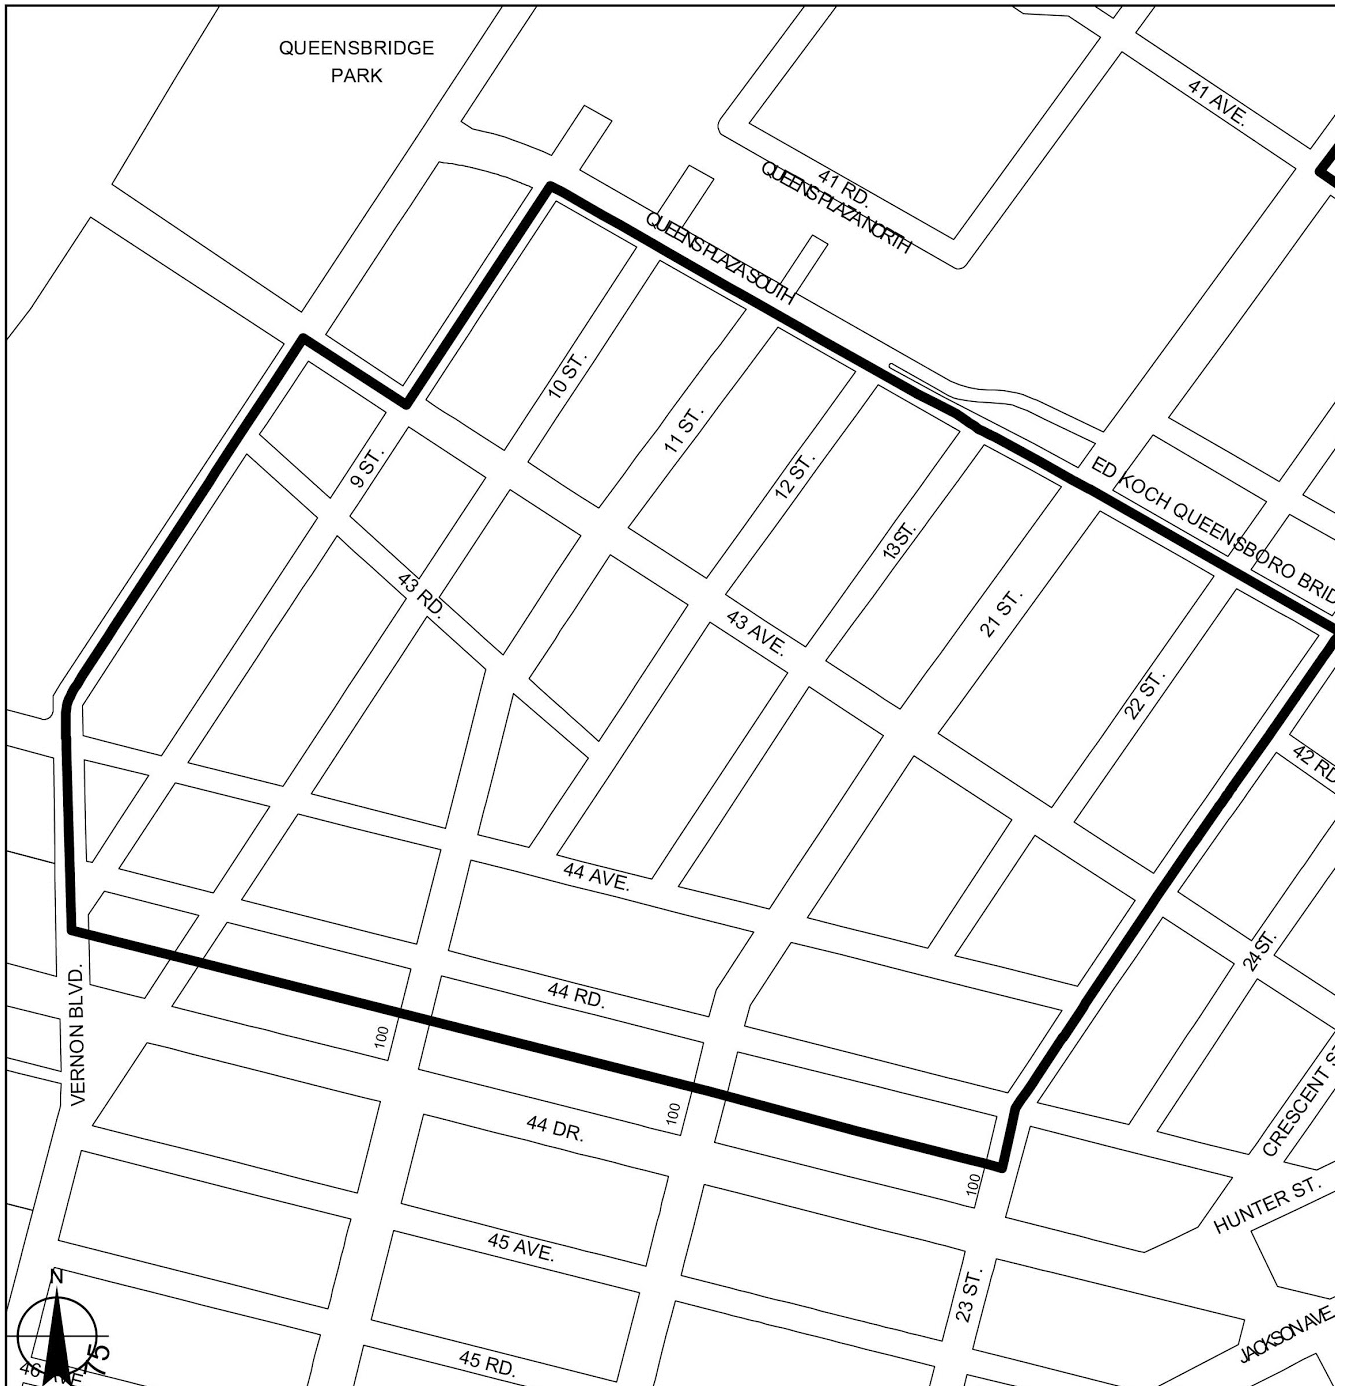 QUEENSBRIDGE
PARK
41 AVE.
41 RD.
QUEENS PLAZA NORTH
QUEENS PLAZA SOUTH
10 ST.
11 ST.
9 ST.
12 ST.
ED KOCH QUEENSBORO BRID
13 ST.
43 RD.
21 ST.
43 AVE.
22 ST.
42 RD
44 AVE.
24 ST.
44 RD.
VERNON BLVD.
100
100
CRESCENT S
44 DR.
100
HUNTER ST.
45 AVE.
23 ST.
N
JACKSON AVE
45 RD.
75
46